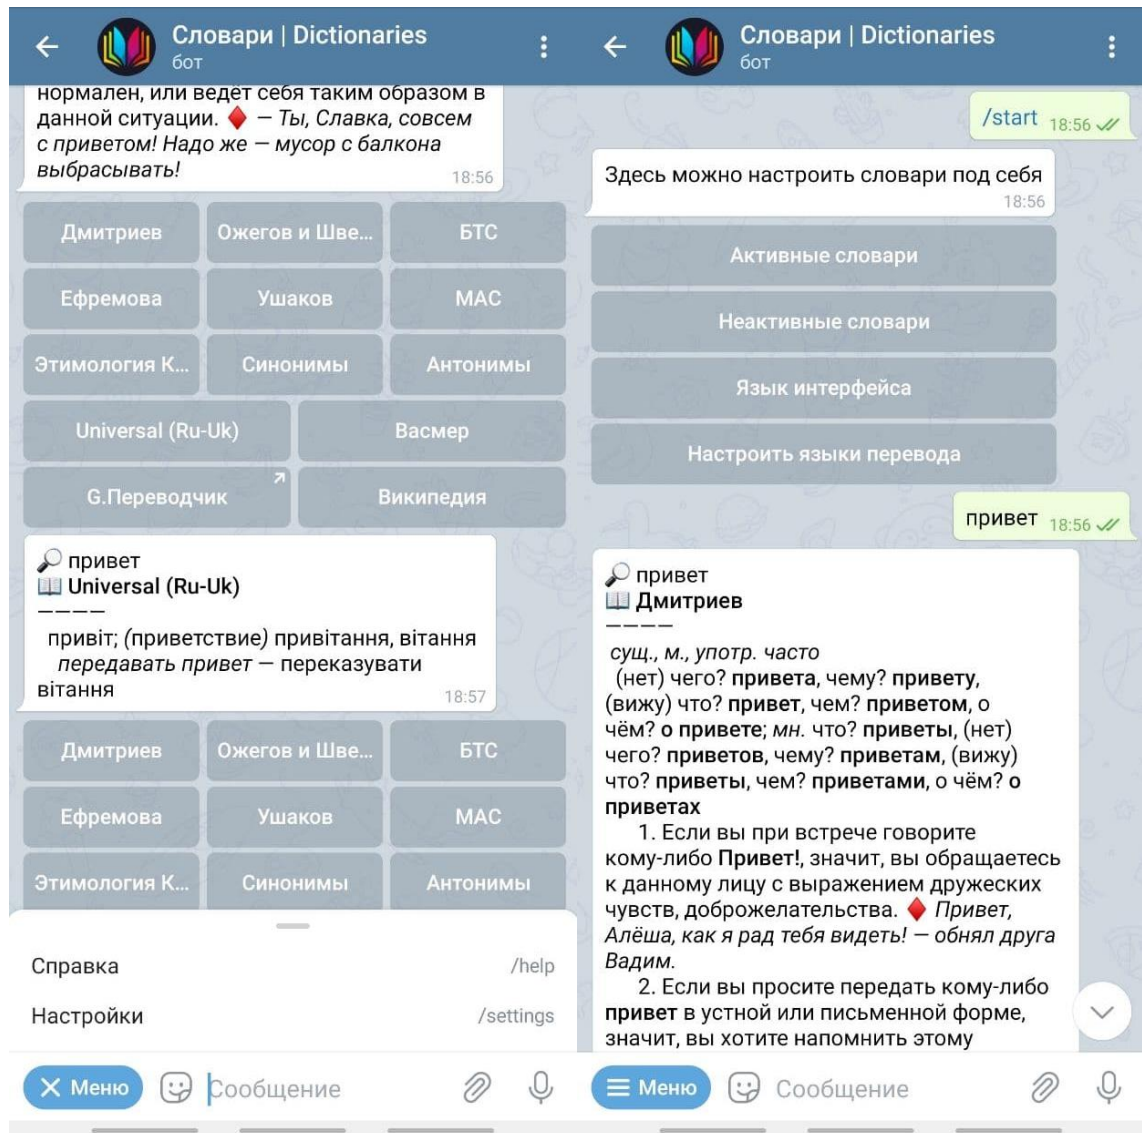 Словари | Dictionaries
бот
нормален, или ведёт себя таким образом в
данной ситуации. ♦️ — Ты, Славка, совсем
с приветом! Надо же — мусор с балкона
выбрасывать!
18:56
Дмитриев
Ожегов и Шве...
БТС
Ефремова
Ушаков
МАС
Этимология К...
Синонимы
Антонимы
Universal (Ru-Uk)
Васмер
G.Переводчик
Википедия
🔎 привет
📖 Universal (Ru-Uk)
————
привіт; (приветствие) привітання, вітання
передавать привет — переказувати
вітання
18:57
Дмитриев
Ожегов и Шве...
БТС
Ефремова
Ушаков
МАС
Этимология К...
Синонимы
Антонимы
Справка /help
Настройки /settings
Меню
Сообщение
Словари | Dictionaries
бот
/start 18:56
Здесь можно настроить словари под себя
18:56
Активные словари
Неактивные словари
Язык интерфейса
Настроить языки перевода
привет 18:56
🔎 привет
📖 Дмитриев
————
сущ., м., употр. часто
(нет) чего? привета, чему? привету,
(вижу) что? привет, чем? приветом, о
чём? о привете; мн. что? приветы, (нет)
чего? приветов, чему? приветам, (вижу)
что? приветы, чем? приветами, о чём? о
приветах
1. Если вы при встрече говорите
кому-либо Привет!, значит, вы обращаетесь
к данному лицу с выражением дружеских
чувств, доброжелательства. ♦️ Привет,
Алёша, как я рад тебя видеть! — обнял друга
Вадим.
2. Если вы просите передать кому-либо
привет в устной или письменной форме,
значит, вы хотите напомнить этому
Меню
Сообщение